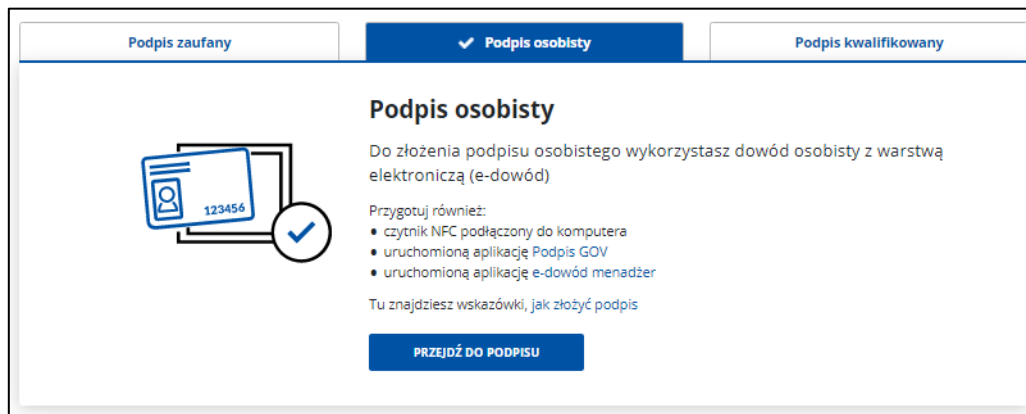 Podpis zaufany
Podpis osobisty
Podpis kwalifikowany
Podpis osobisty
Do złożenia podpisu osobistego wykorzystasz dowód osobisty z warstwą
elektroniczą (e-dowód)
Przygotuj również:
• czytnik NFC podłączony do komputera
• uruchomioną aplikację Podpis GOV
• uruchomioną aplikację e-dowód menadżer
Tu znajdziesz wskazówki, jak złożyć podpis
PRZEJDŹ DO PODPISU
123456